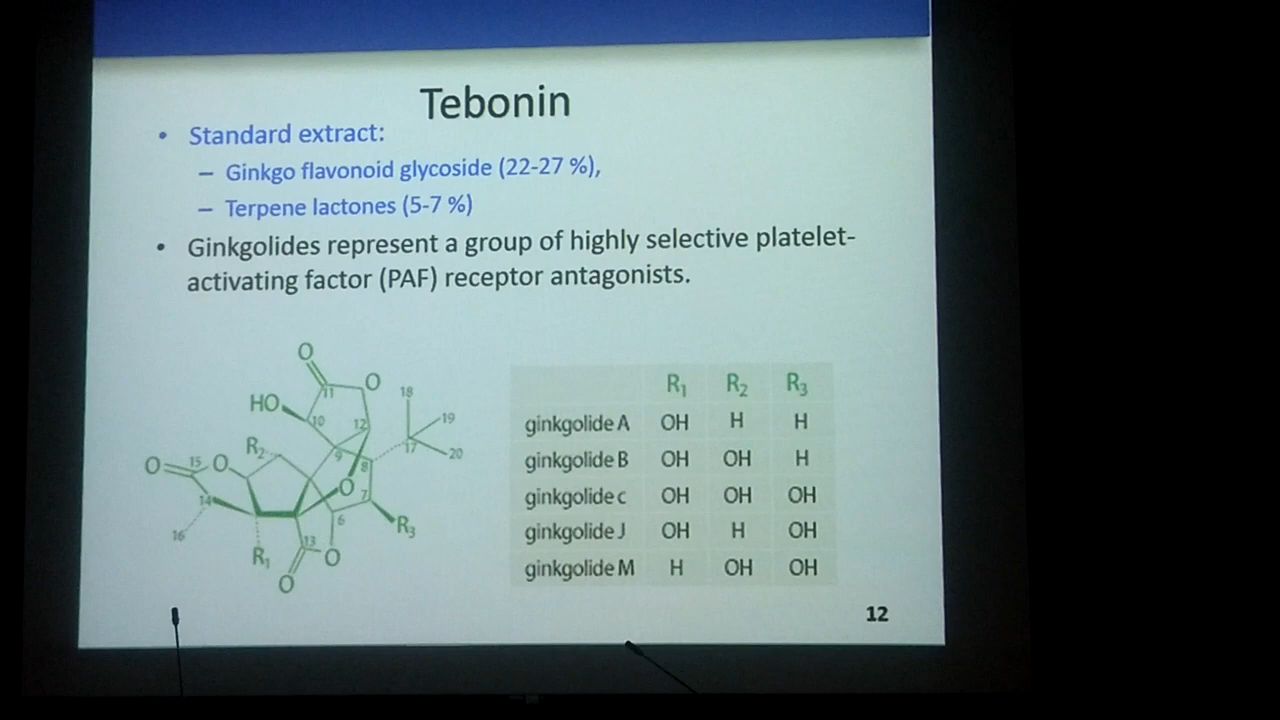 Tebonin
• Standard extract:
– Ginkgo flavonoid glycoside (22-27 %),
– Terpene lactones (5-7 %)
• Ginkgolides represent a group of highly selective platelet-
activating factor (PAF) receptor antagonists.
O
11
O
18
HO
10
12
19
R₂
9
17
20
O
15
O
8
O
7
14
6
R₃
16
13
R₁
O
O
R₁ R₂ R₃
ginkgolide A OH H H
ginkgolide B OH OH H
ginkgolide c OH OH OH
ginkgolide J OH H OH
ginkgolide M H OH OH
12